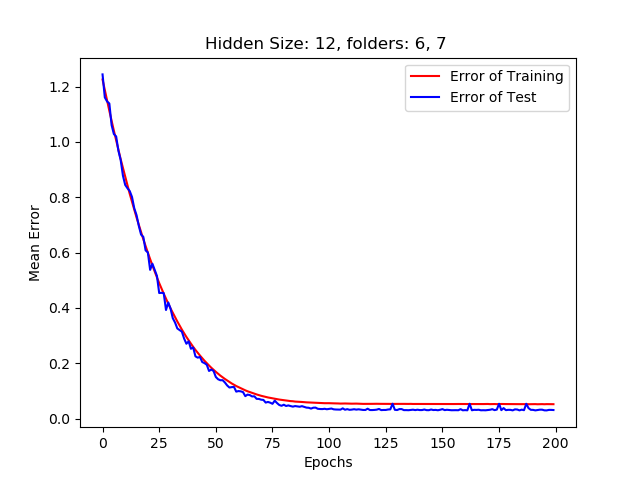 Hidden Size: 12, folders: 6, 7
Error of Training
Error of Test
Mean Error
1.2
1.0
0.8
0.6
0.4
0.2
0.0
0 25 50 75 100 125 150 175 200
Epochs